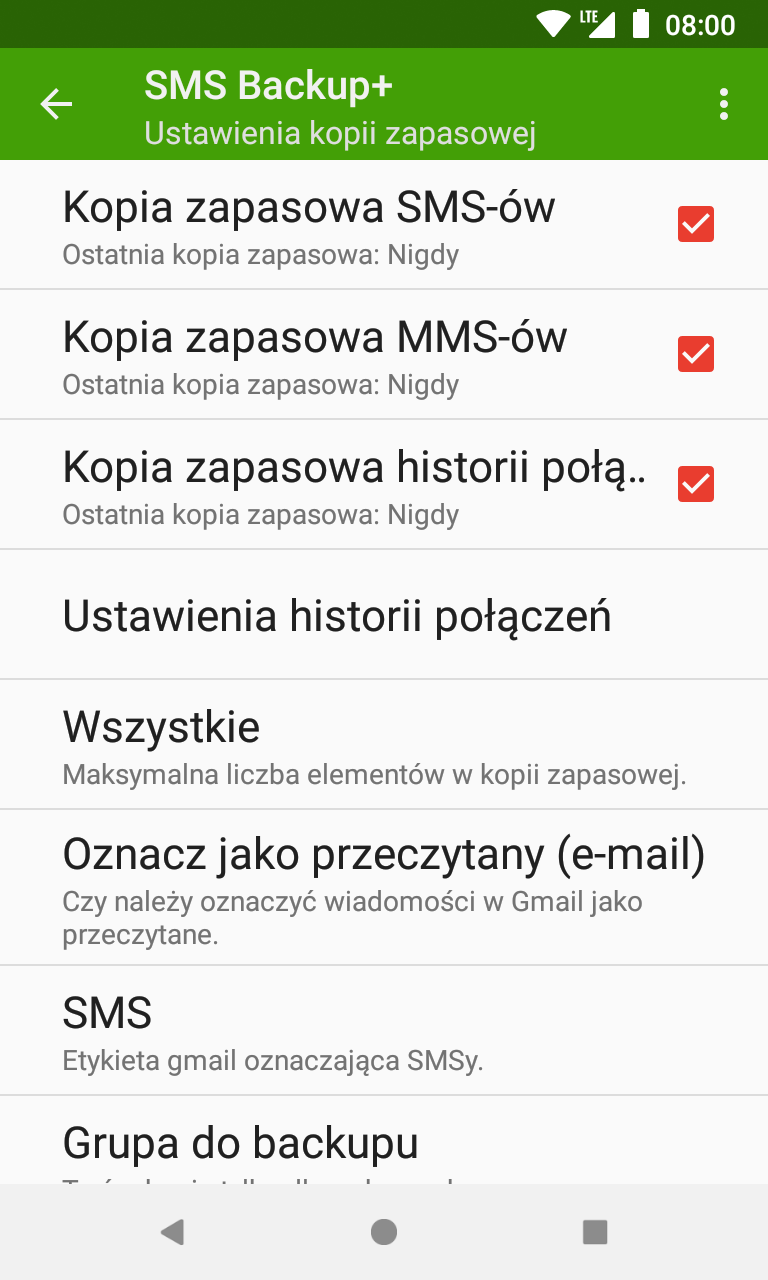 LTE 08:00
SMS Backup+
Ustawienia kopii zapasowej
Kopia zapasowa SMS-ów
Ostatnia kopia zapasowa: Nigdy
Kopia zapasowa MMS-ów
Ostatnia kopia zapasowa: Nigdy
Kopia zapasowa historii połą..
Ostatnia kopia zapasowa: Nigdy
Ustawienia historii połączeń
Wszystkie
Maksymalna liczba elementów w kopii zapasowej.
Oznacz jako przeczytany (e-mail)
Czy należy oznaczyć wiadomości w Gmail jako
przeczytane.
SMS
Etykieta gmail oznaczająca SMSy.
Grupa do backupu